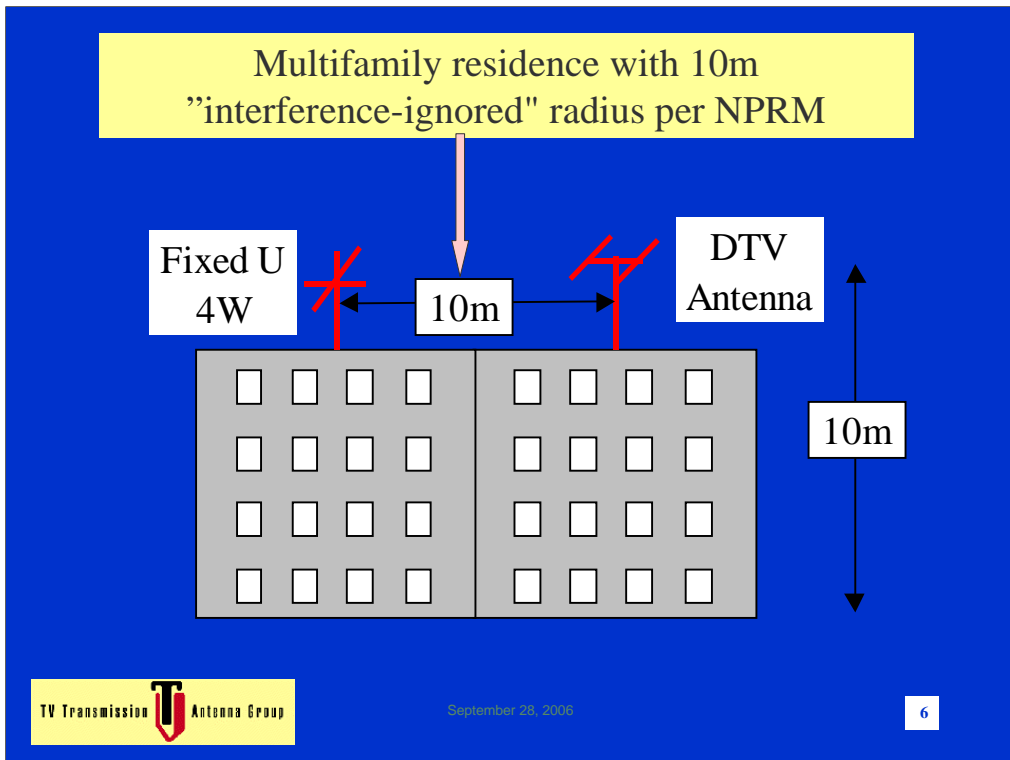 Multifamily residence with 10m
”interference-ignored" radius per NPRM
Fixed U
4W
10m
DTV
Antenna
10m
TV Transmission Antenna Group
September 28, 2006
6